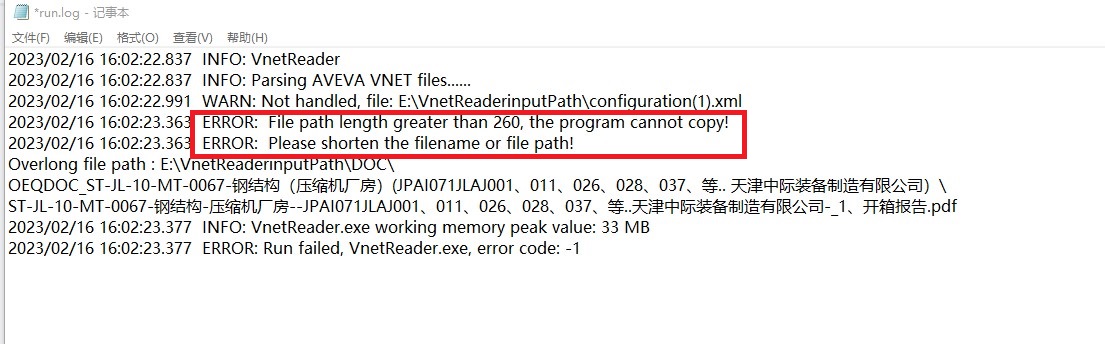 *run.log - 记事本
文件(F) 编辑(E) 格式(O) 查看(V) 帮助(H)
2023/02/16 16:02:22.837 INFO: VnetReader
2023/02/16 16:02:22.837 INFO: Parsing AVEVA VNET files......
2023/02/16 16:02:22.991 WARN: Not handled, file: E:\VnetReaderinputPath\configuration(1).xml
2023/02/16 16:02:23.363 ERROR: File path length greater than 260, the program cannot copy!
2023/02/16 16:02:23.363 ERROR: Please shorten the filename or file path!
Overlong file path : E:\VnetReaderinputPath\DOC\
OEQDOC_ST-JL-10-MT-0067-钢结构（压缩机厂房）(JPAI071JLAJ001、011、026、028、037、等.. 天津中际装备制造有限公司）\
ST-JL-10-MT-0067-钢结构-压缩机厂房--JPAI071JLAJ001、011、026、028、037、等..天津中际装备制造有限公司-_1、开箱报告.pdf
2023/02/16 16:02:23.377 INFO: VnetReader.exe working memory peak value: 33 MB
2023/02/16 16:02:23.377 ERROR: Run failed, VnetReader.exe, error code: -1